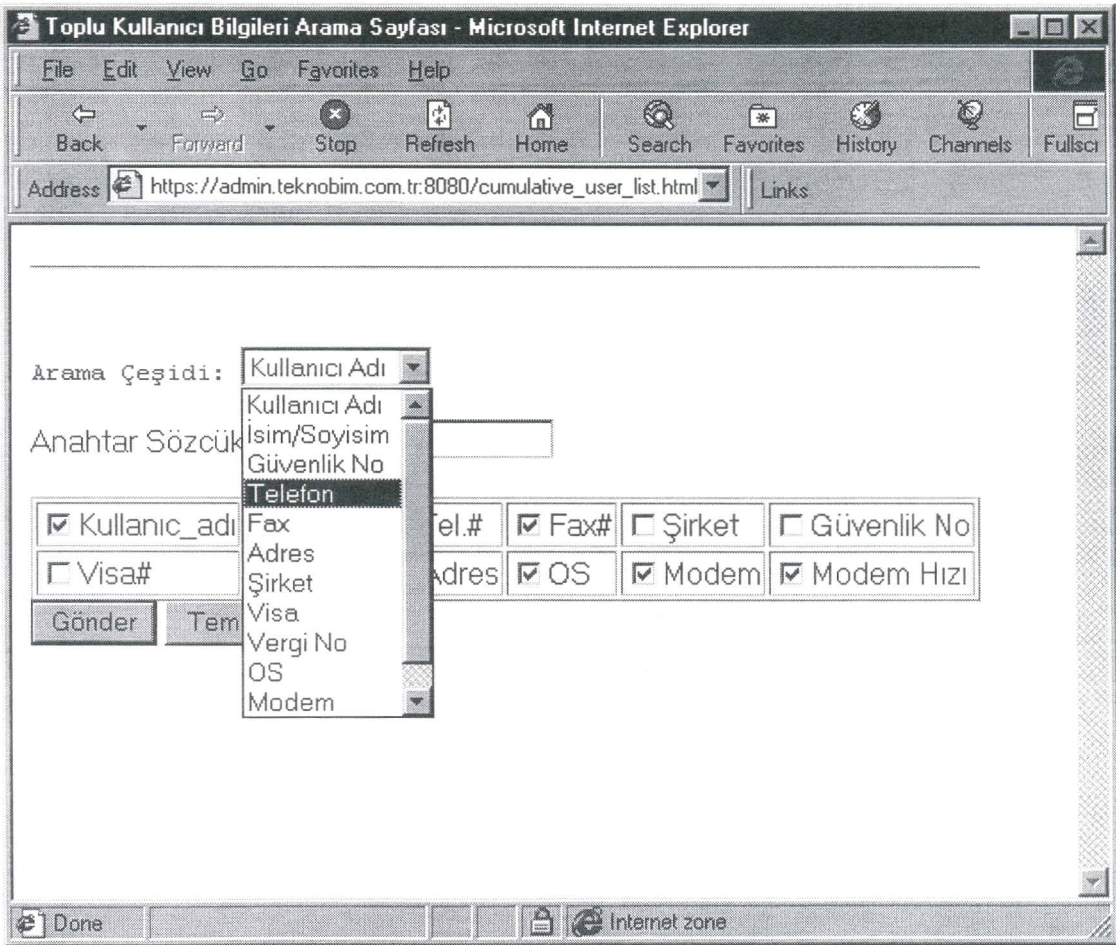 Toplu Kullanıcı Bilgileri Arama Sayfası - Microsoft Internet Explorer
File Edit View Go Favorites Help
Back Forward Stop Refresh Home Search Favorites History Channels Fullscr
Address https://admin.teknobim.com.tr:8080/cumulative_user_list.html Links
Arama Çeşidi: Kullanıcı Adı
Kullanıcı Adı
İsim/Soyisim
Güvenlik No
Telefon
Fax
Adres
Şirket
Visa
Vergi No
OS
Modem
Anahtar Sözcük
Kullanıc_adı Tel.# Fax# Şirket Güvenlik No
Visa# Adres OS Modem Modem Hızı
Gönder Tem
Done Internet zone